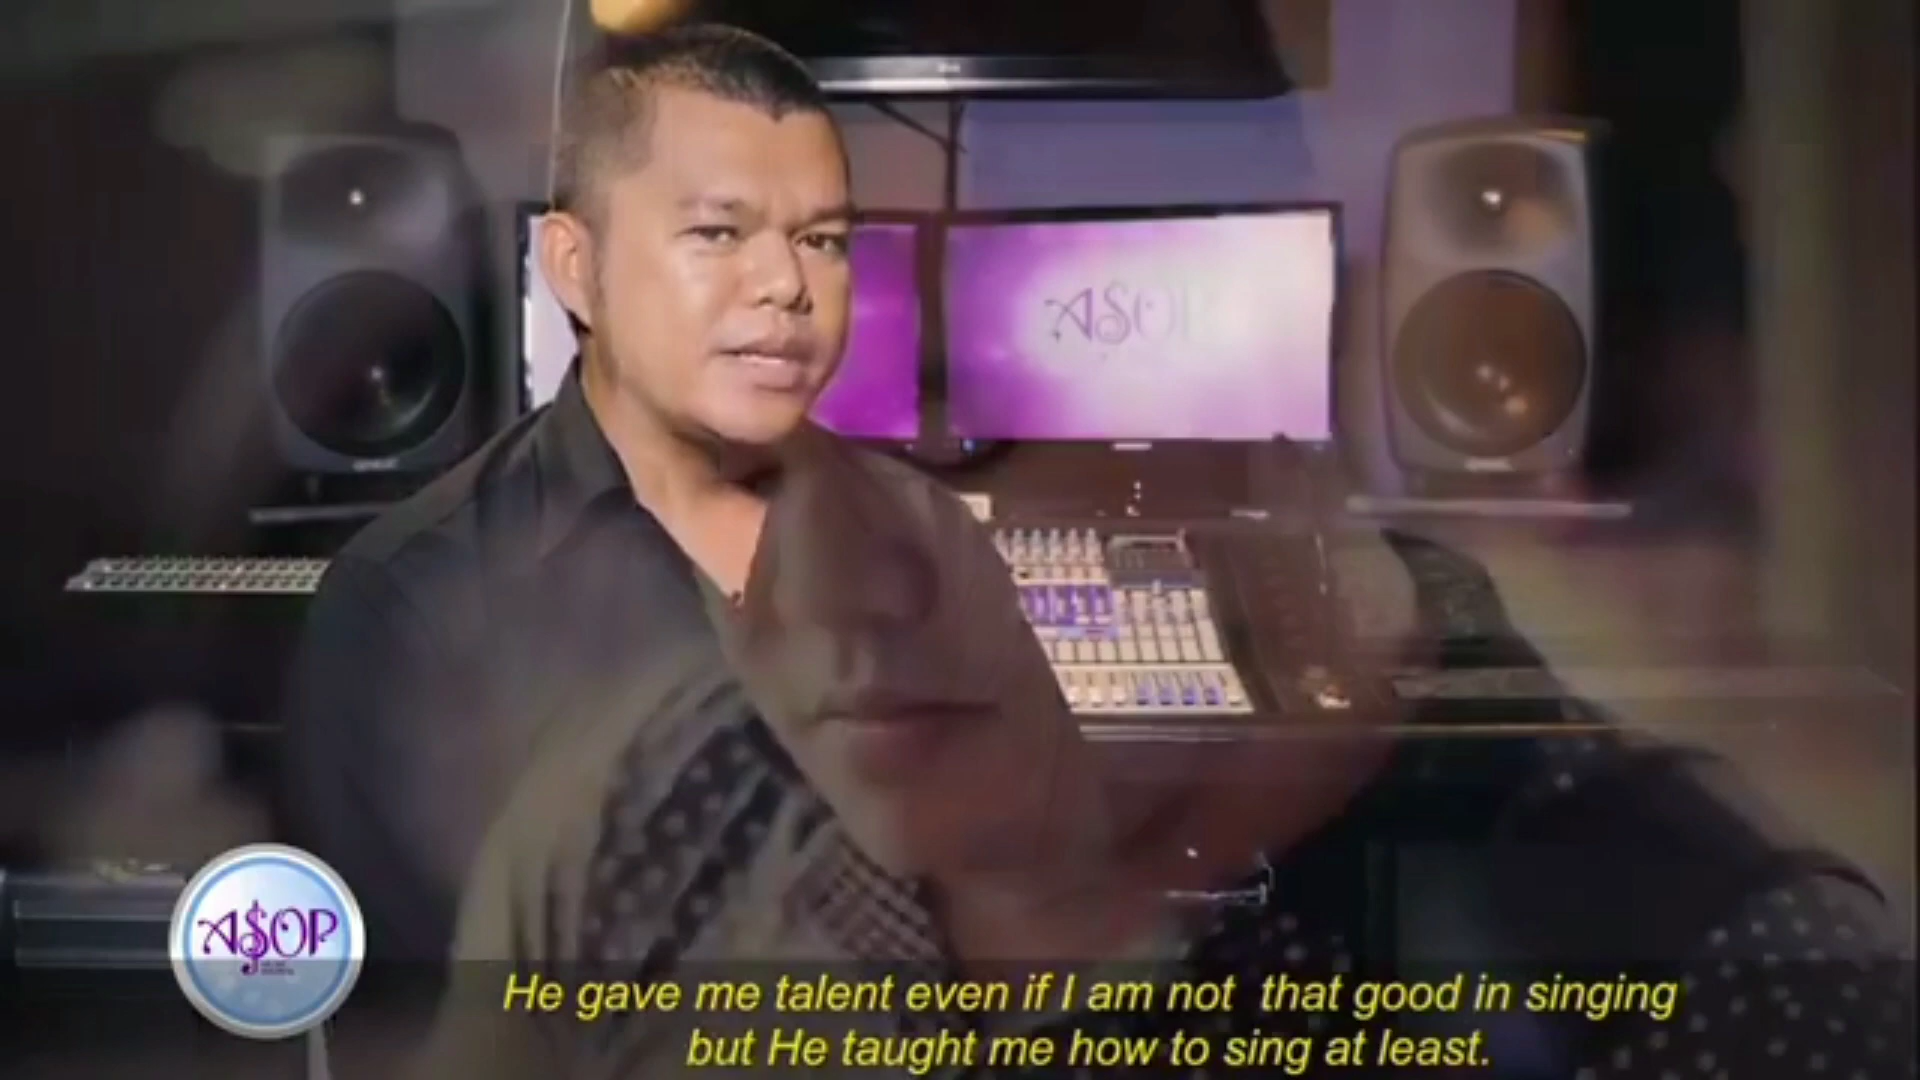 ASOP
A$OP
He gave me talent even if I am not that good in singing
but He taught me how to sing at least.